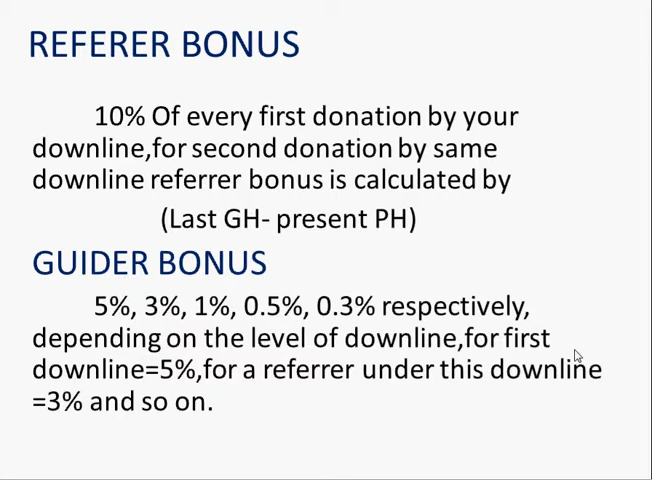 REFERER BONUS
10% Of every first donation by your
downline,for second donation by same
downline referrer bonus is calculated by
(Last GH- present PH)
GUIDER BONUS
5%, 3%, 1%, 0.5%, 0.3% respectively,
depending on the level of downline,for first
downline=5%,for a referrer under this downline
=3% and so on.